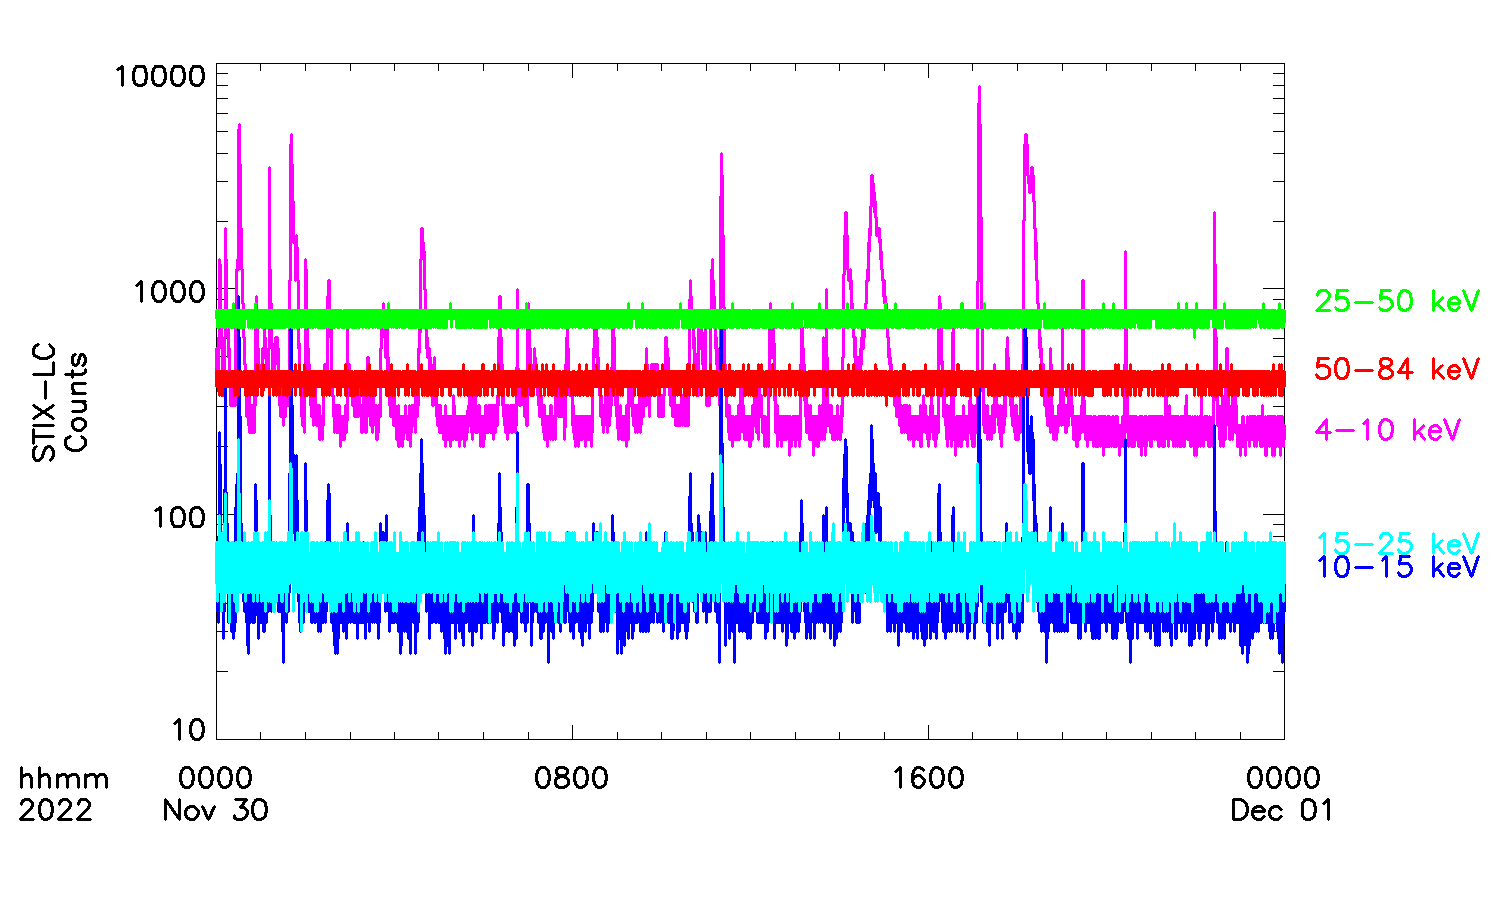 10000
1000
100
10
STIX-LC
Counts
25-50 keV
50-84 keV
4-10 keV
15-25 keV
10-15 keV
hhmm 0000 0800 1600 0000
2022 Nov 30 Dec 01